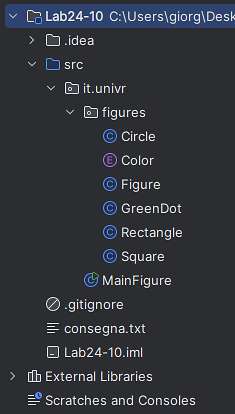 Lab24-10 C:\Users\giorg\Desk
.idea
src
it.univr
figures
Circle
Color
Figure
GreenDot
Rectangle
Square
MainFigure
.gitignore
consegna.txt
Lab24-10.iml
External Libraries
Scratches and Consoles